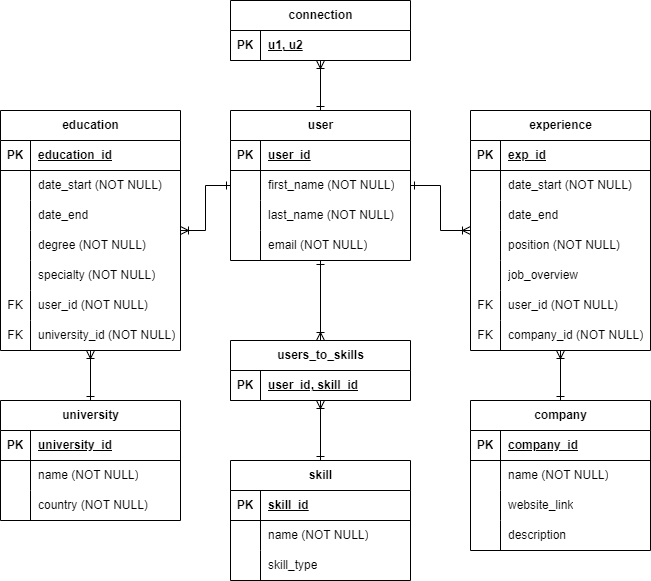 connection
PK u1, u2
education
PK education_id
date_start (NOT NULL)
date_end
degree (NOT NULL)
specialty (NOT NULL)
FK user_id (NOT NULL)
FK university_id (NOT NULL)
user
PK user_id
first_name (NOT NULL)
last_name (NOT NULL)
email (NOT NULL)
experience
PK exp_id
date_start (NOT NULL)
date_end
position (NOT NULL)
job_overview
FK user_id (NOT NULL)
FK company_id (NOT NULL)
users_to_skills
PK user_id, skill_id
university
PK university_id
name (NOT NULL)
country (NOT NULL)
skill
PK skill_id
name (NOT NULL)
skill_type
company
PK company_id
name (NOT NULL)
website_link
description